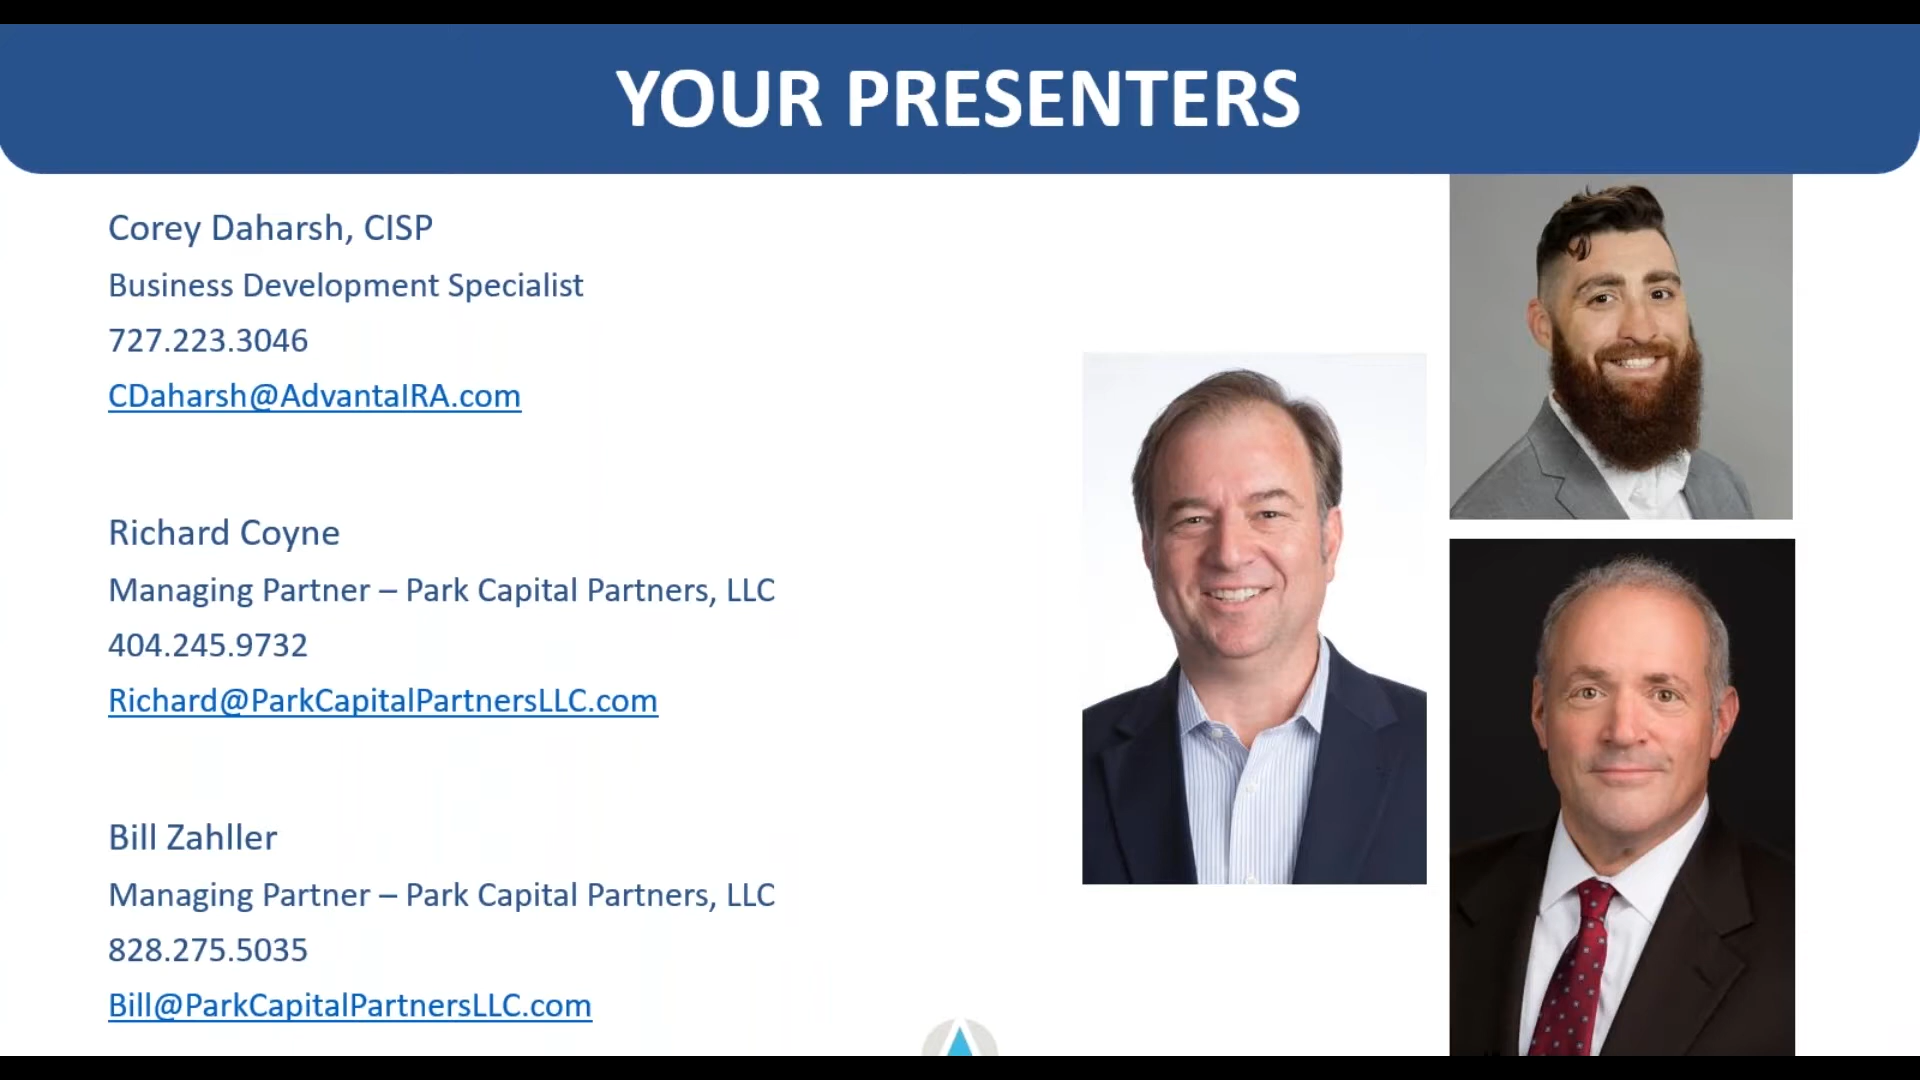 YOUR PRESENTERS
Corey Daharsh, CISP
Business Development Specialist
727.223.3046
CDaharsh@AdvantaIRA.com
Richard Coyne
Managing Partner – Park Capital Partners, LLC
404.245.9732
Richard@ParkCapitalPartnersLLC.com
Bill Zahller
Managing Partner – Park Capital Partners, LLC
828.275.5035
Bill@ParkCapitalPartnersLLC.com